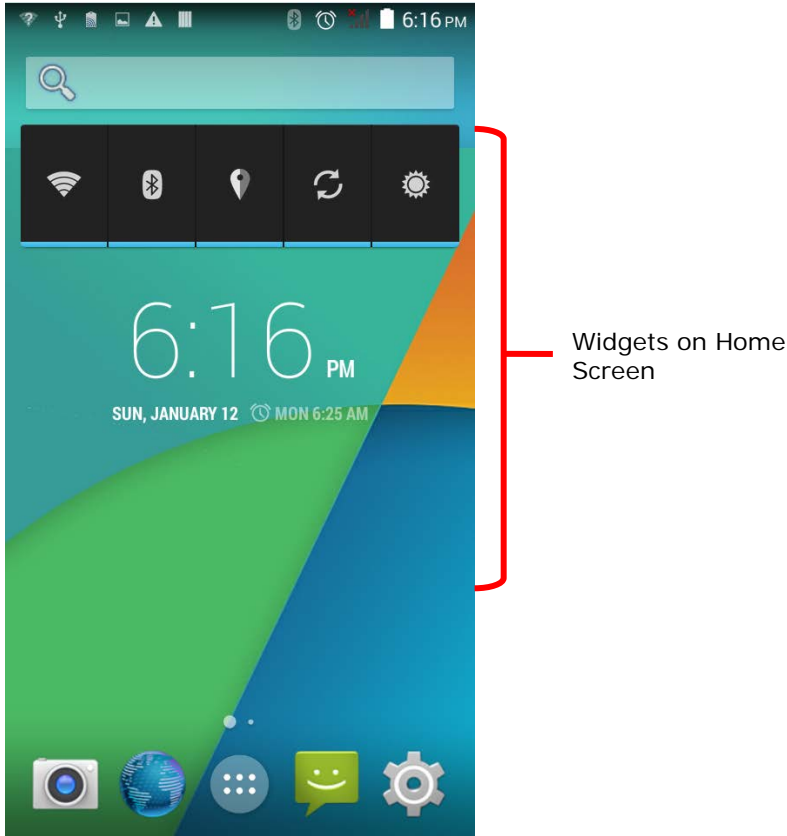 6:16 PM
6:16 PM
SUN, JANUARY 12 MON 6:25 AM
Widgets on Home
Screen